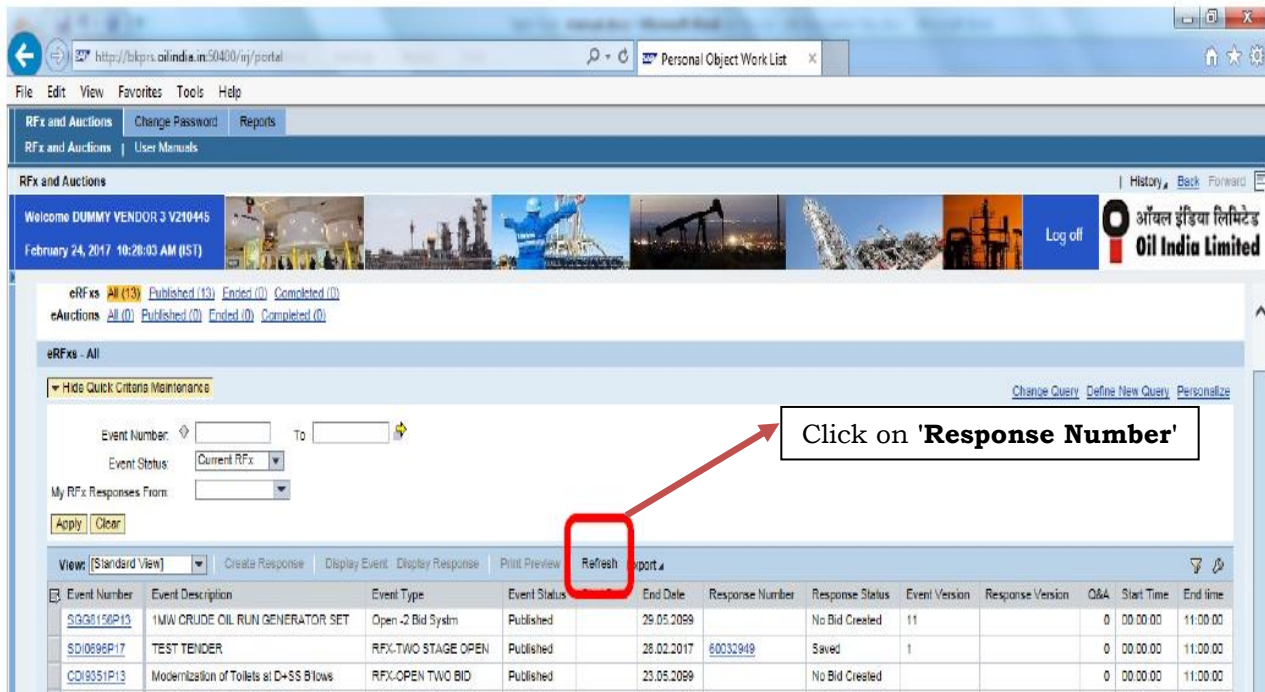 http://bkprs.oilindia.in:50400/irj/portal
Personal Object Work List
File Edit View Favorites Tools Help
RFx and Auctions Change Password Reports
RFx and Auctions | User Manuals
RFx and Auctions
| History Back Forward
Welcome DUMMY VENDOR 3 V210445
February 24, 2017 10:28:03 AM (IST)
Log off
ऑयल इंडिया लिमिटेड
Oil India Limited
eRFxs All (13) Published (13) Ended (0) Completed (0)
eAuctions All (0) Published (0) Ended (0) Completed (0)
eRFxs - All
Hide Quick Criteria Maintenance
Change Query Define New Query Personalize
Event Number: To
Click on 'Response Number'
Event Status: Current RFx
My RFx Responses From:
Apply Clear
View: [Standard View] Create Response Display Event Display Response Print Preview Refresh xport
Event Number Event Description Event Type Event Status End Date Response Number Response Status Event Version Response Version Q&A Start Time End time
SGG8156P13 1MW CRUDE OIL RUN GENERATOR SET Open -2 Bid Systm Published 29.05.2099 No Bid Created 11 0 00:00:00 11:00:00
SDI0696P17 TEST TENDER RFX-TWO STAGE OPEN Published 28.02.2017 60032949 Saved 1 0 00:00:00 11:00:00
CDI9351P13 Modernization of Toilets at D+SS B'lows RFX-OPEN TWO BID Published 23.05.2099 No Bid Created 0 00:00:00 11:00:00